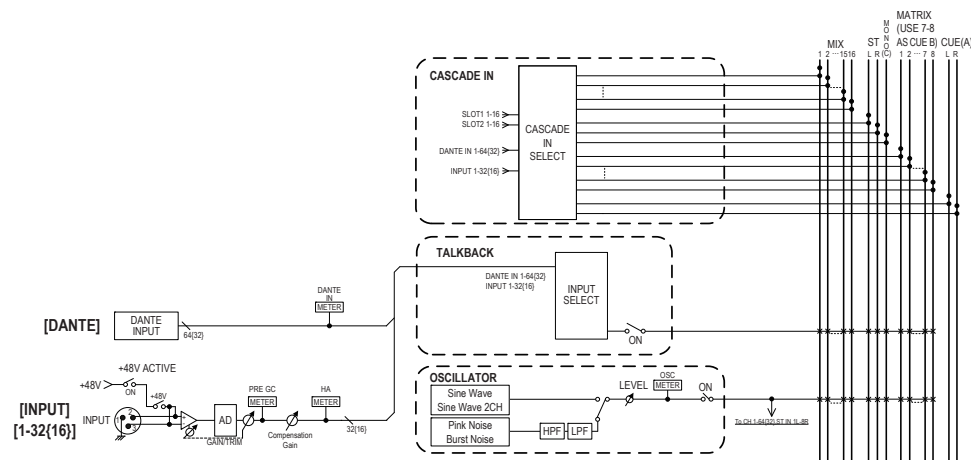 MATRIX
(USE 7-8
AS CUE B)
MIX
ST
MONO(C)
CUE(A)
1 2 ··· 15 16
L R
1 2 ··· 7 8
L R
CASCADE IN
SLOT1 1-16
SLOT2 1-16
DANTE IN 1-64{32}
INPUT 1-32{16}
CASCADE
IN
SELECT
TALKBACK
DANTE IN 1-64{32}
INPUT 1-32{16}
INPUT
SELECT
ON
[DANTE]
DANTE
INPUT
64{32}
DANTE
IN
METER
OSCILLATOR
Sine Wave
Sine Wave 2CH
Pink Noise
Burst Noise
HPF
LPF
LEVEL
OSC
METER
ON
To CH 1-64{32},ST IN 1L-8R
[INPUT]
[1-32{16}]
+48V ACTIVE
+48V
ON
+48V
INPUT
1
2
3
+
-
AD
GAIN/TRIM
PRE GC
METER
Compensation
Gain
HA
METER
32{16}